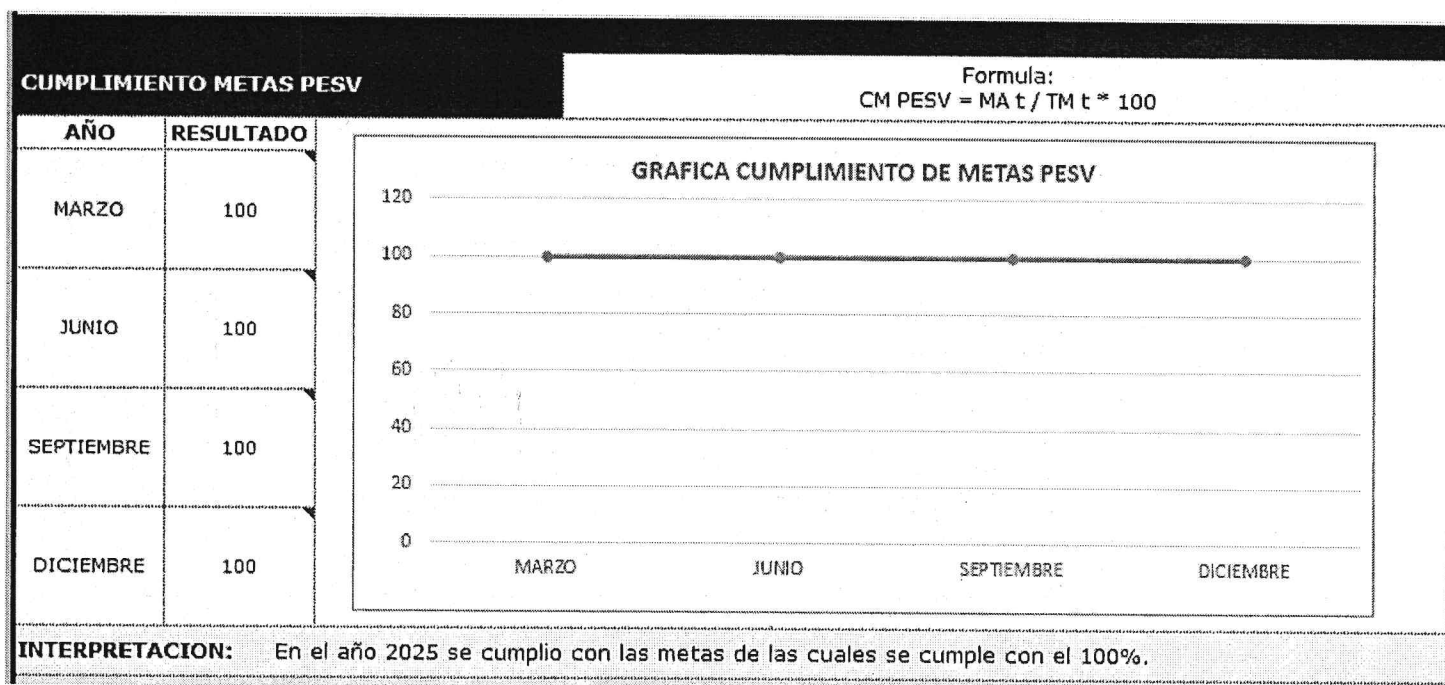 CUMPLIMIENTO METAS PESV
Formula:
CM PESV = MA t / TM t * 100
AÑO RESULTADO
MARZO 100
JUNIO 100
SEPTIEMBRE 100
DICIEMBRE 100
GRAFICA CUMPLIMIENTO DE METAS PESV
120
100
80
60
40
20
0
MARZO JUNIO SEPTIEMBRE DICIEMBRE
INTERPRETACION: En el año 2025 se cumplio con las metas de las cuales se cumple con el 100%.